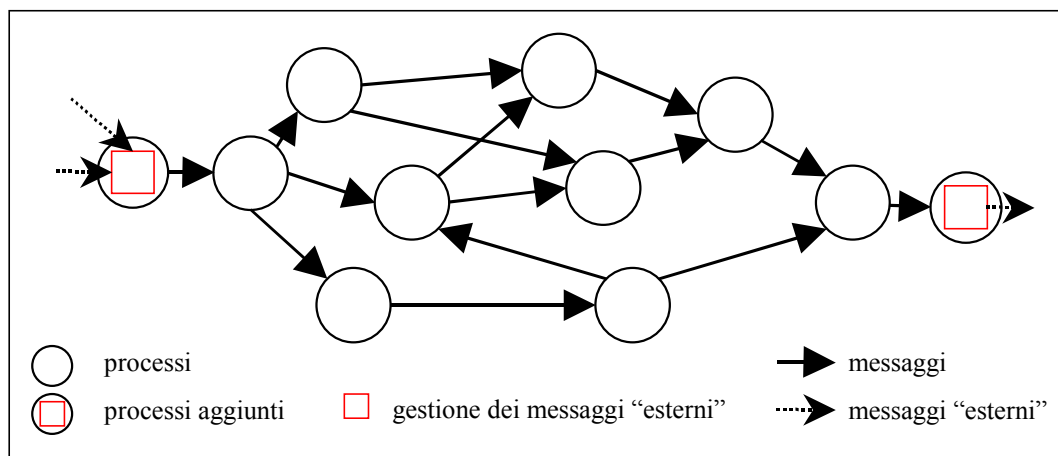 processi
messaggi
processi aggiunti
gestione dei messaggi “esterni”
messaggi “esterni”